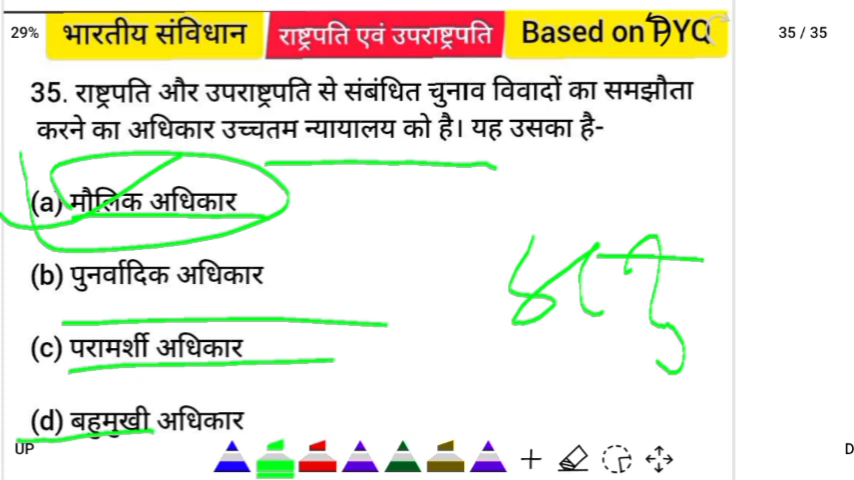 29% भारतीय संविधान राष्ट्रपति एवं उपराष्ट्रपति Based on PYQ 35 / 35
35. राष्ट्रपति और उपराष्ट्रपति से संबंधित चुनाव विवादों का समझौता
करने का अधिकार उच्चतम न्यायालय को है। यह उसका है-
(a) मौलिक अधिकार
(b) पुनर्वादिक अधिकार
(c) परामर्शी अधिकार
(d) बहुमुखी अधिकार
UP D